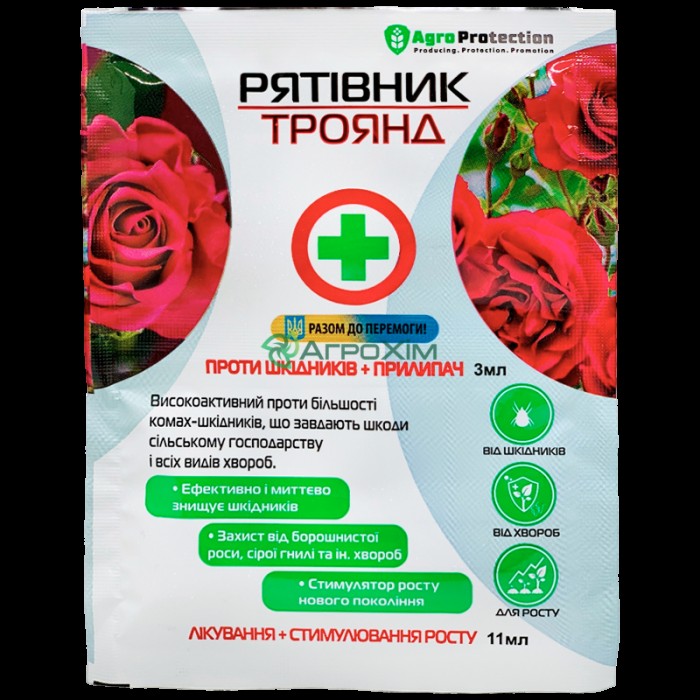 AgroProtection
Producing. Protection. Promotion
РЯТІВНИК
ТРОЯНД
РАЗОМ ДО ПЕРЕМОГИ!
АГРОХІМ
ПРОТИ ШКІДНИКІВ + ПРИЛИПАЧ 3мл
Високоактивний проти більшості
комах-шкідників, що завдають шкоди
сільському господарству
і всіх видів хвороб.
• Ефективно і миттєво
знищує шкідників
• Захист від борошнистої
роси, сірої гнилі та ін. хвороб
• Стимулятор росту
нового покоління
ВІД ШКІДНИКІВ
ВІД ХВОРОБ
ДЛЯ РОСТУ
ЛІКУВАННЯ + СТИМУЛЮВАННЯ РОСТУ 11мл